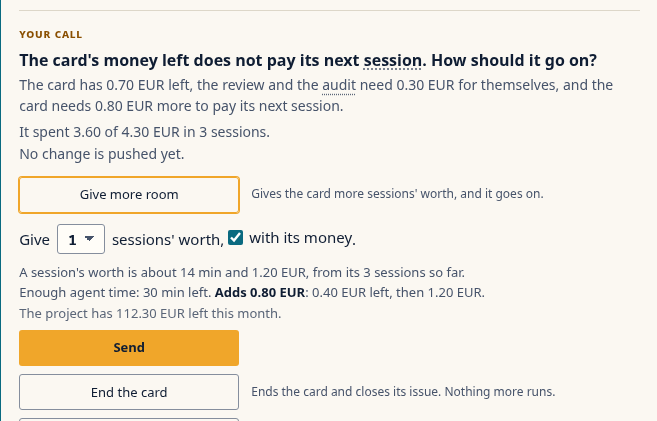 YOUR CALL
The card's money left does not pay its next session. How should it go on?
The card has 0.70 EUR left, the review and the audit need 0.30 EUR for themselves, and the
card needs 0.80 EUR more to pay its next session.
It spent 3.60 of 4.30 EUR in 3 sessions.
No change is pushed yet.
Give more room
Gives the card more sessions' worth, and it goes on.
Give 1 sessions' worth, with its money.
A session's worth is about 14 min and 1.20 EUR, from its 3 sessions so far.
Enough agent time: 30 min left. Adds 0.80 EUR: 0.40 EUR left, then 1.20 EUR.
The project has 112.30 EUR left this month.
Send
End the card
Ends the card and closes its issue. Nothing more runs.